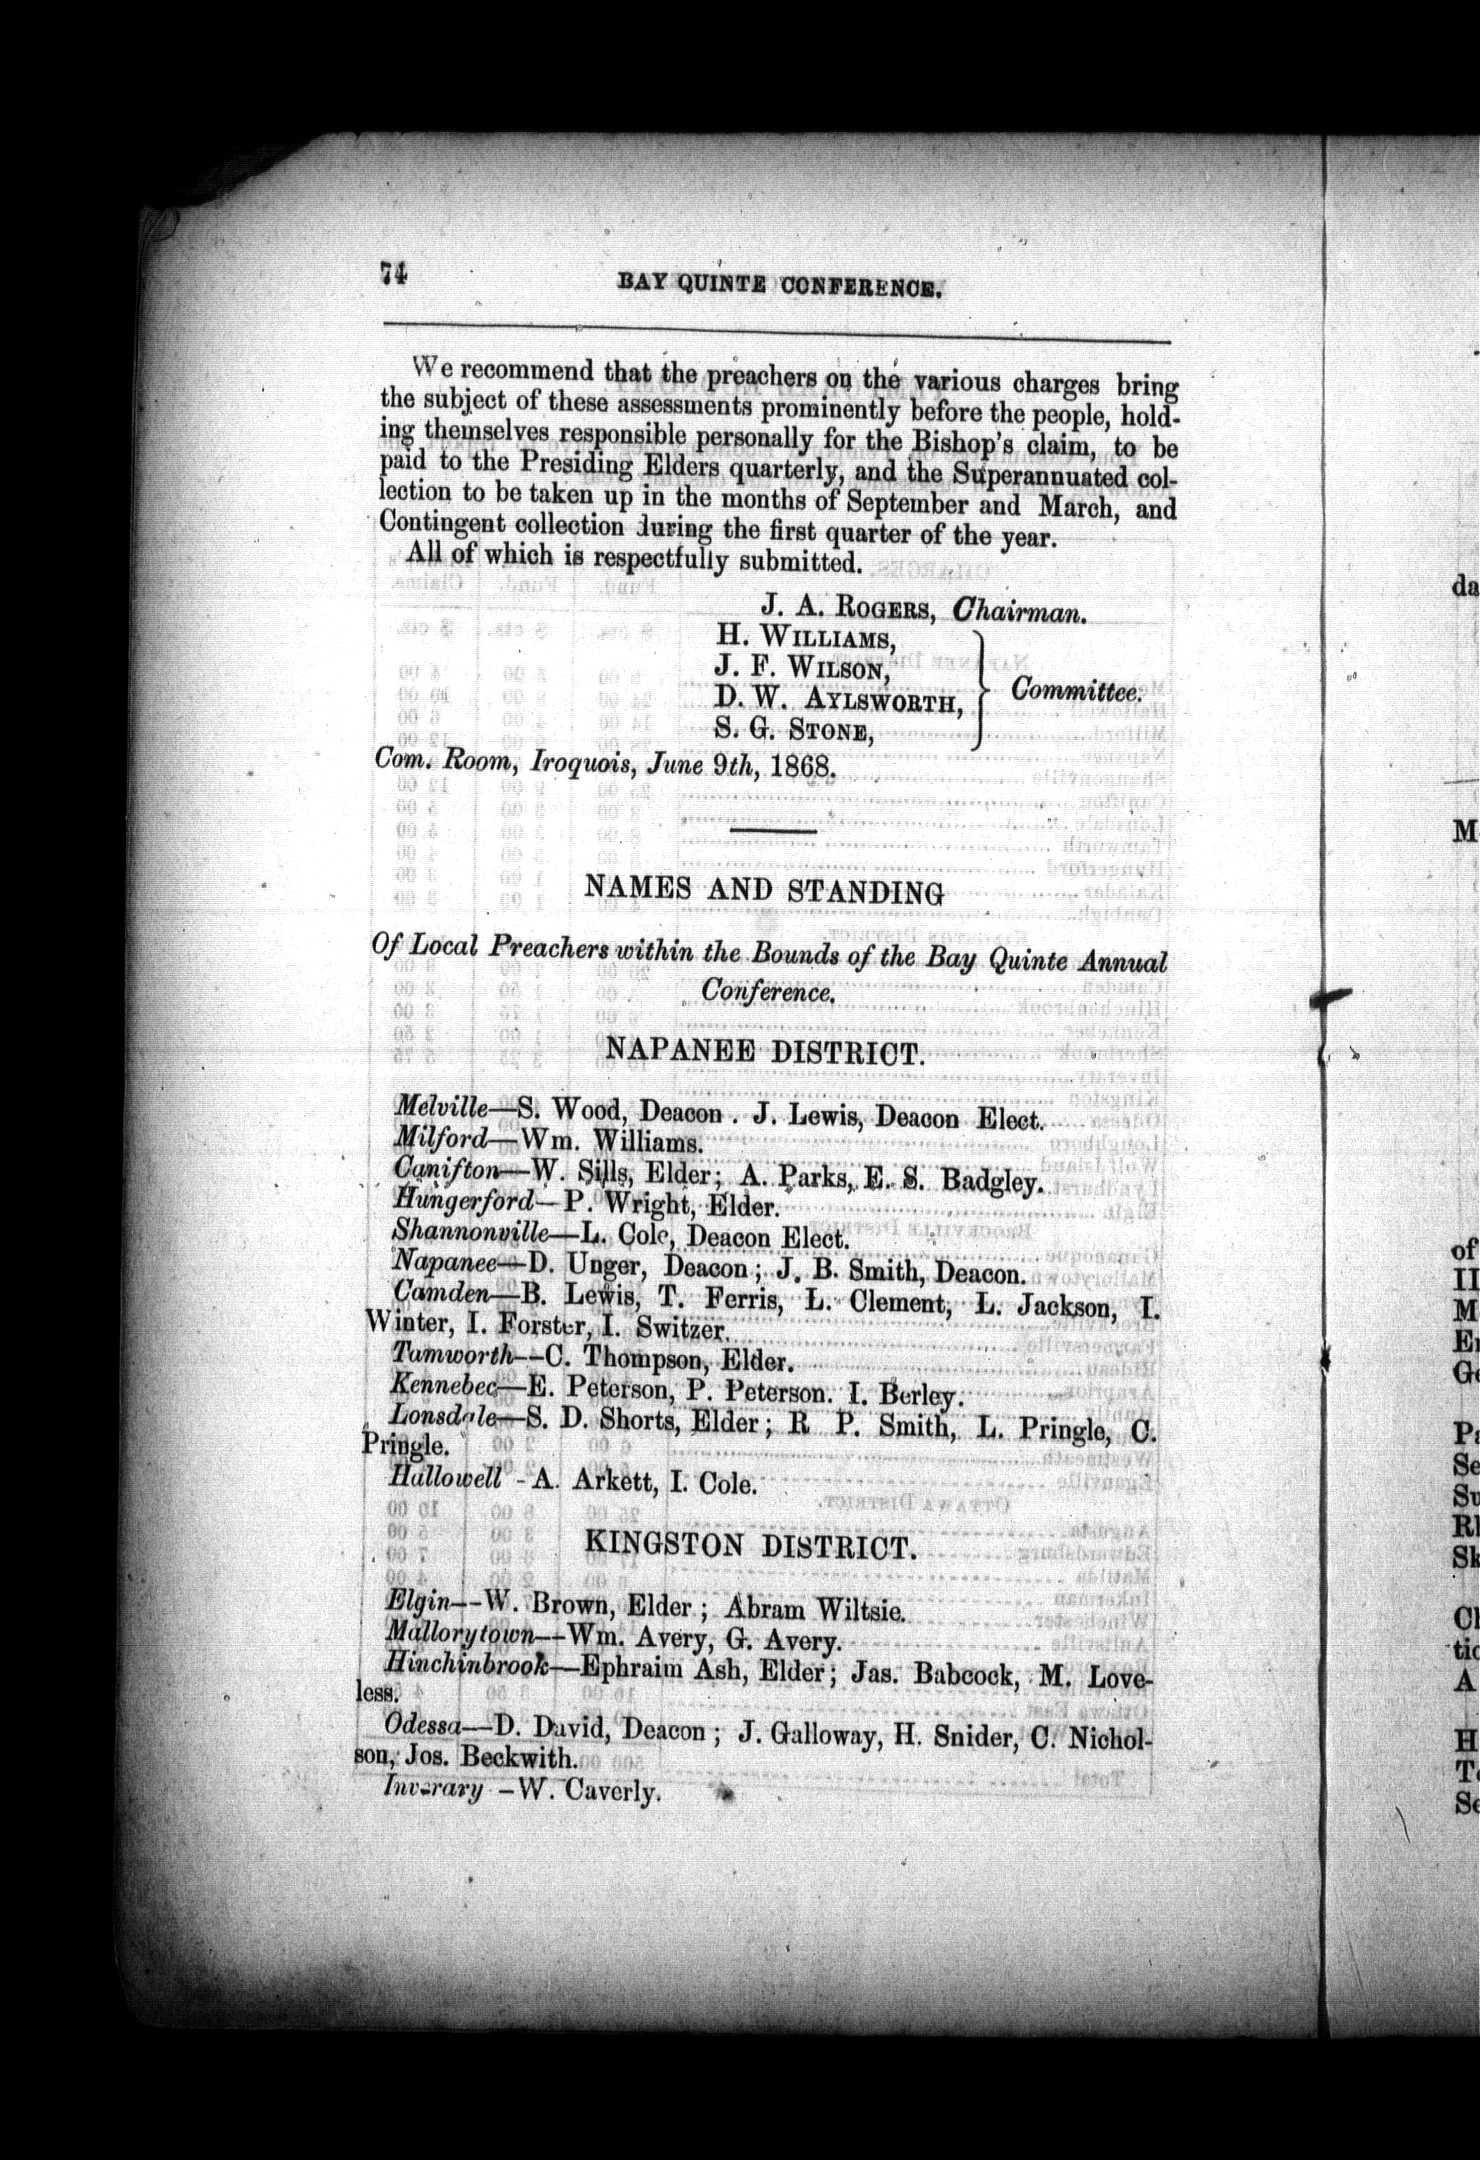 74
BAY QUINTE CONFERENCE.
We recommend that the preachers on the various charges bring
the subject of these assessments prominently before the people, hold-
ing themselves responsible personally for the Bishop's claim, to be
paid to the Presiding Elders quarterly, and the Superannuated col-
lection to be taken up in the months of September and March, and
Contingent collection during the first quarter of the year.
All of which is respectfully submitted.
J. A. ROGERS, Chairman.
H. WILLIAMS,
J. F. WILSON,
D. W. AYLSWORTH,
S. G. STONE,
Committee.
Com. Room, Iroquois, June 9th, 1868.
NAMES AND STANDING
Of Local Preachers within the Bounds of the Bay Quinte Annual
Conference.
NAPANEE DISTRICT.
Melville—S. Wood, Deacon . J. Lewis, Deacon Elect.
Milford—Wm. Williams.
Canifton—W. Sills, Elder; A. Parks, E. S. Badgley.
Hungerford—P. Wright, Elder.
Shannonville—L. Cole, Deacon Elect.
Napanee—D. Unger, Deacon; J. B. Smith, Deacon.
Camden—B. Lewis, T. Ferris, L. Clement, L. Jackson, I.
Winter, I. Forster, I. Switzer.
Tamworth—C. Thompson, Elder.
Kennebec—E. Peterson, P. Peterson. I. Berley.
Lonsdale—S. D. Shorts, Elder; R P. Smith, L. Pringle, C.
Pringle.
Hallowell - A. Arkett, I. Cole.
KINGSTON DISTRICT.
Elgin—W. Brown, Elder; Abram Wiltsie.
Mallorytown—Wm. Avery, G. Avery.
Hinchinbrook—Ephraim Ash, Elder; Jas. Babcock, M. Love-
less.
Odessa—D. David, Deacon; J. Galloway, H. Snider, C. Nichol-
son, Jos. Beckwith.
Inverary –W. Caverly.
da
M
of
II
M
Ge
Se
H
Se